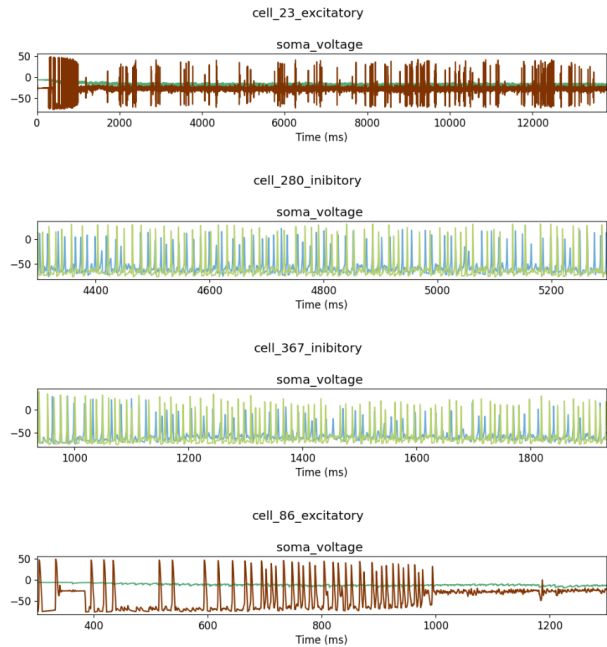 cell_23_excitatory
soma_voltage
50
0
−50
0 2000 4000 6000 8000 10000 12000
Time (ms)
cell_280_inibitory
soma_voltage
0
−50
4400 4600 4800 5000 5200
Time (ms)
cell_367_inibitory
soma_voltage
0
−50
1000 1200 1400 1600 1800
Time (ms)
cell_86_excitatory
soma_voltage
50
0
−50
400 600 800 1000 1200
Time (ms)